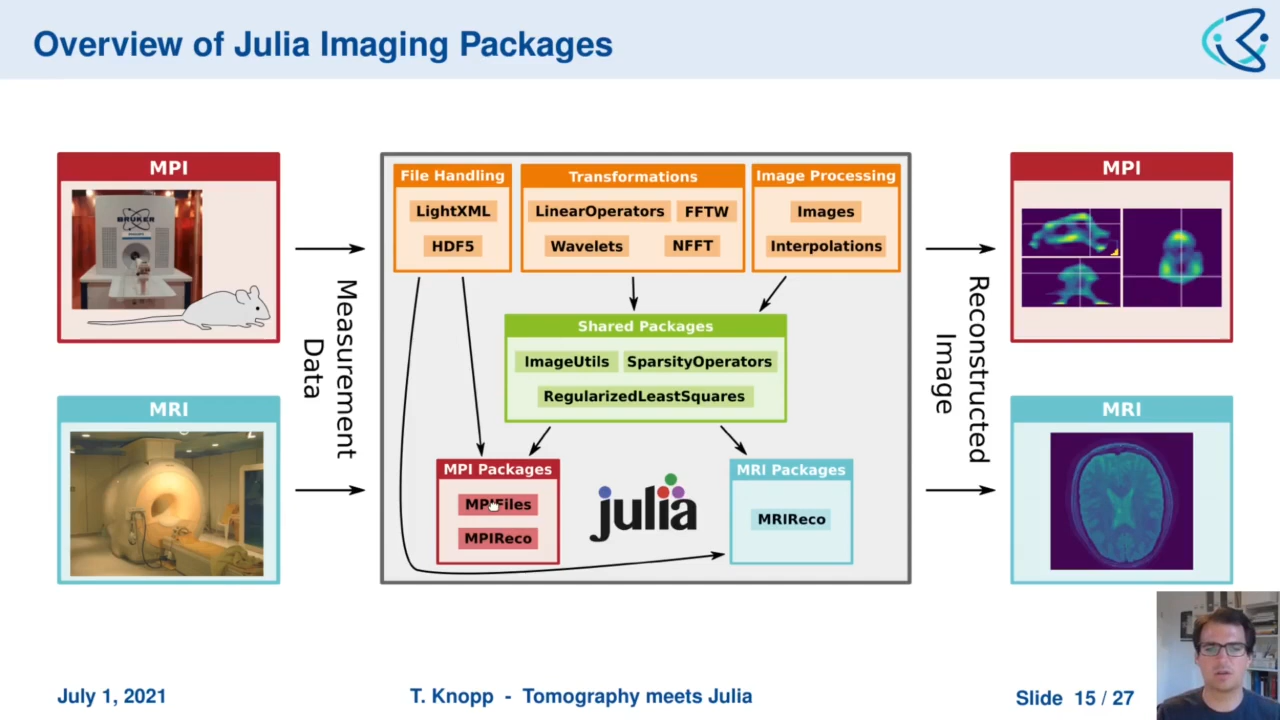 Overview of Julia Imaging Packages
MPI
BRUKER
MRI
Measurement
Data
File Handling
LightXML
HDF5
Transformations
LinearOperators
FFTW
Wavelets
NFFT
Image Processing
Images
Interpolations
Shared Packages
ImageUtils
SparsityOperators
RegularizedLeastSquares
MPI Packages
MPIFiles
MPIReco
julia
MRI Packages
MRIReco
Reconstructed
Image
MPI
MRI
July 1, 2021
T. Knopp - Tomography meets Julia
Slide 15 / 27